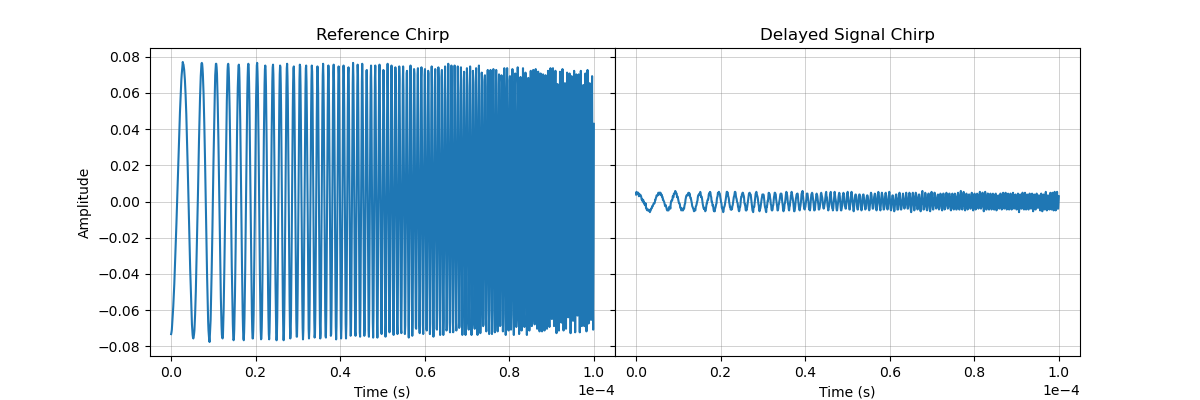 Reference Chirp
Delayed Signal Chirp
Amplitude
0.08
0.06
0.04
0.02
0.00
−0.02
−0.04
−0.06
−0.08
0.0 0.2 0.4 0.6 0.8 1.0
1e−4
Time (s)
0.0 0.2 0.4 0.6 0.8 1.0
1e−4
Time (s)